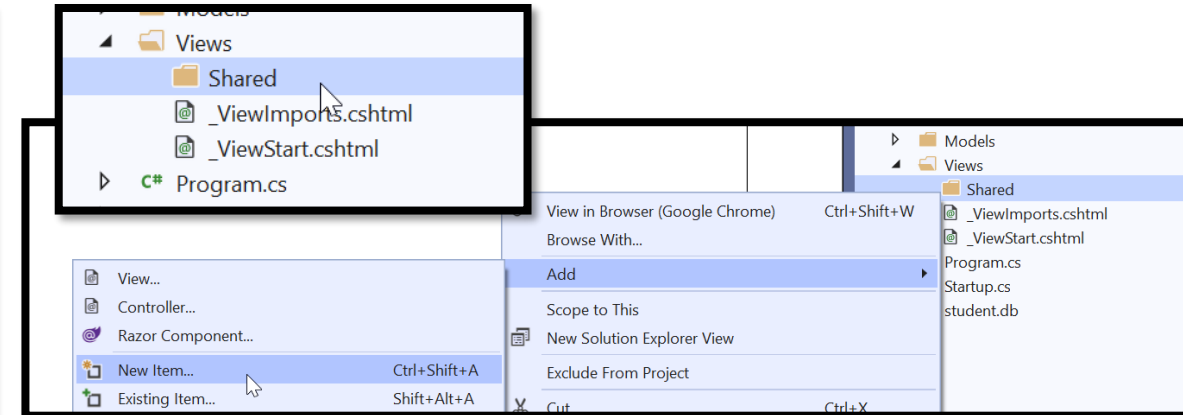 Models
Views
Shared
_ViewImports.cshtml
_ViewStart.cshtml
C# Program.cs
View...
Controller...
Razor Component...
New Item... Ctrl+Shift+A
Existing Item... Shift+Alt+A
View in Browser (Google Chrome) Ctrl+Shift+W
Browse With...
Add
Scope to This
New Solution Explorer View
Exclude From Project
Cut Ctrl+X
Models
Views
Shared
_ViewImports.cshtml
_ViewStart.cshtml
Program.cs
Startup.cs
student.db